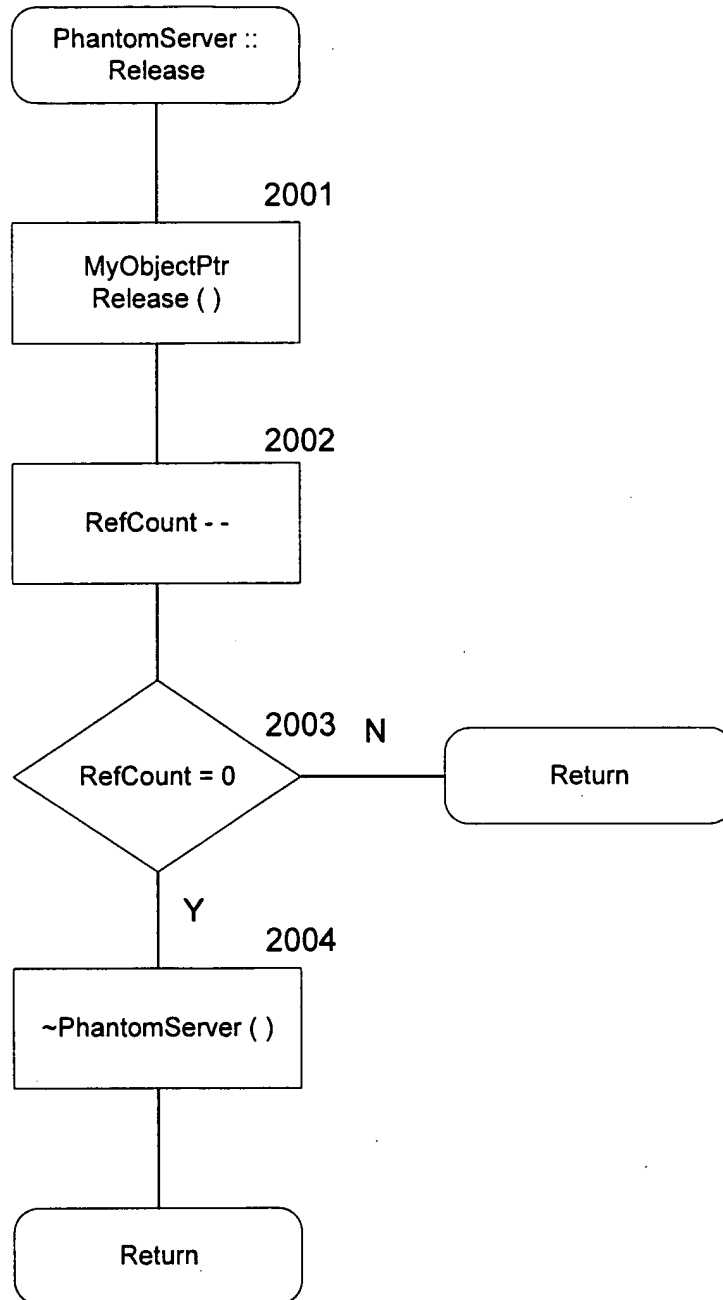 PhantomServer ::
Release
2001
MyObjectPtr
Release ( )
2002
RefCount - -
2003
N
RefCount = 0
Return
Y
2004
~PhantomServer ( )
Return